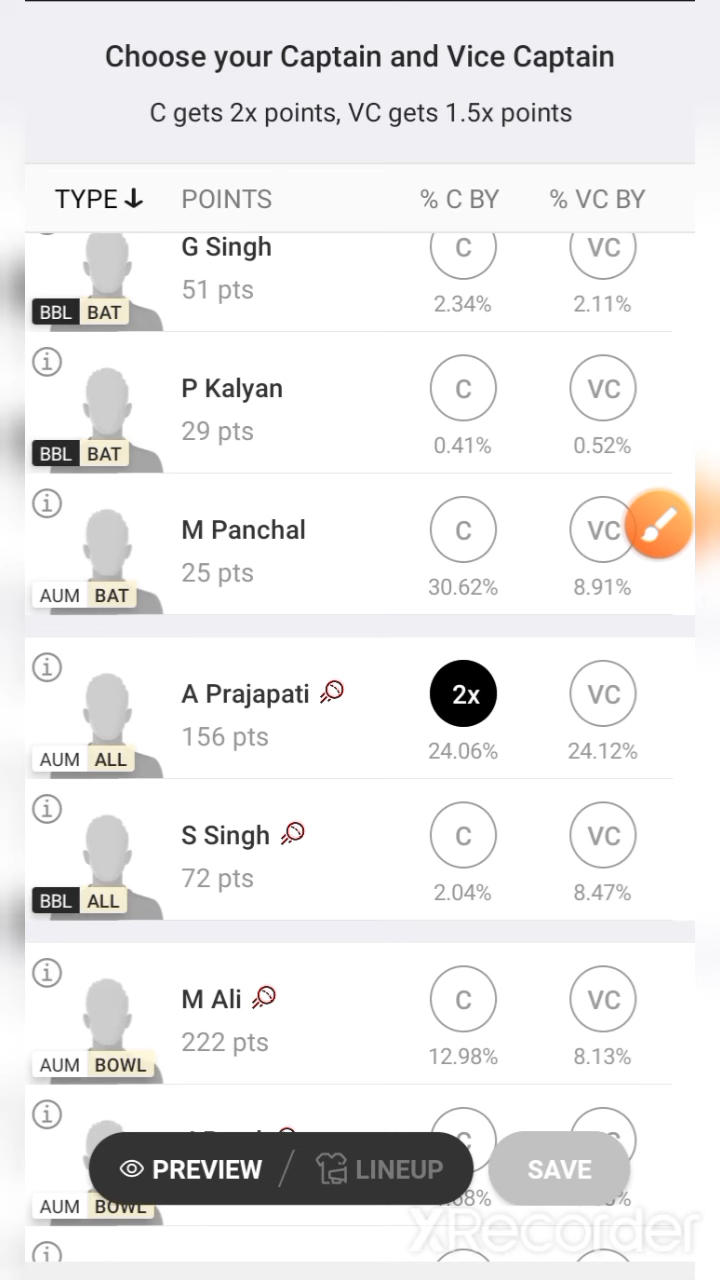 Choose your Captain and Vice Captain
C gets 2x points, VC gets 1.5x points
TYPE ↓ POINTS % C BY % VC BY
G Singh C VC
51 pts
2.34% 2.11%
BBL BAT
P Kalyan C VC
29 pts
0.41% 0.52%
BBL BAT
M Panchal C VC
25 pts
30.62% 8.91%
AUM BAT
A Prajapati 2x VC
156 pts
24.06% 24.12%
AUM ALL
S Singh C VC
72 pts
2.04% 8.47%
BBL ALL
M Ali C VC
222 pts
12.98% 8.13%
AUM BOWL
PREVIEW / LINEUP SAVE
AUM BOWL
XRecorder